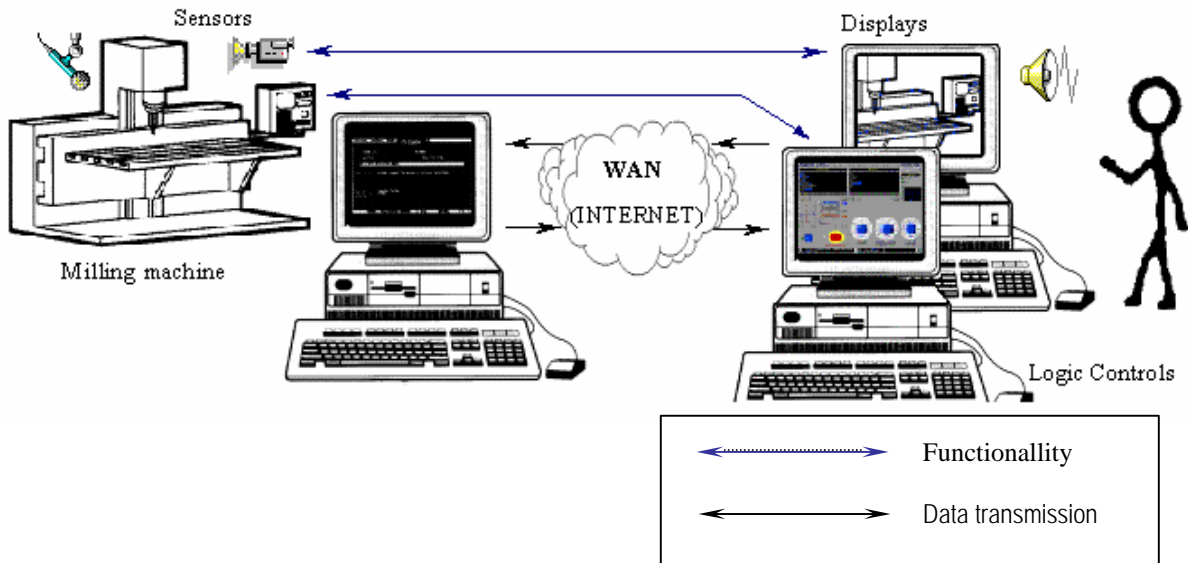 Sensors
Displays
WAN
(INTERNET)
Milling machine
Logic Controls
Functionallity
Data transmission